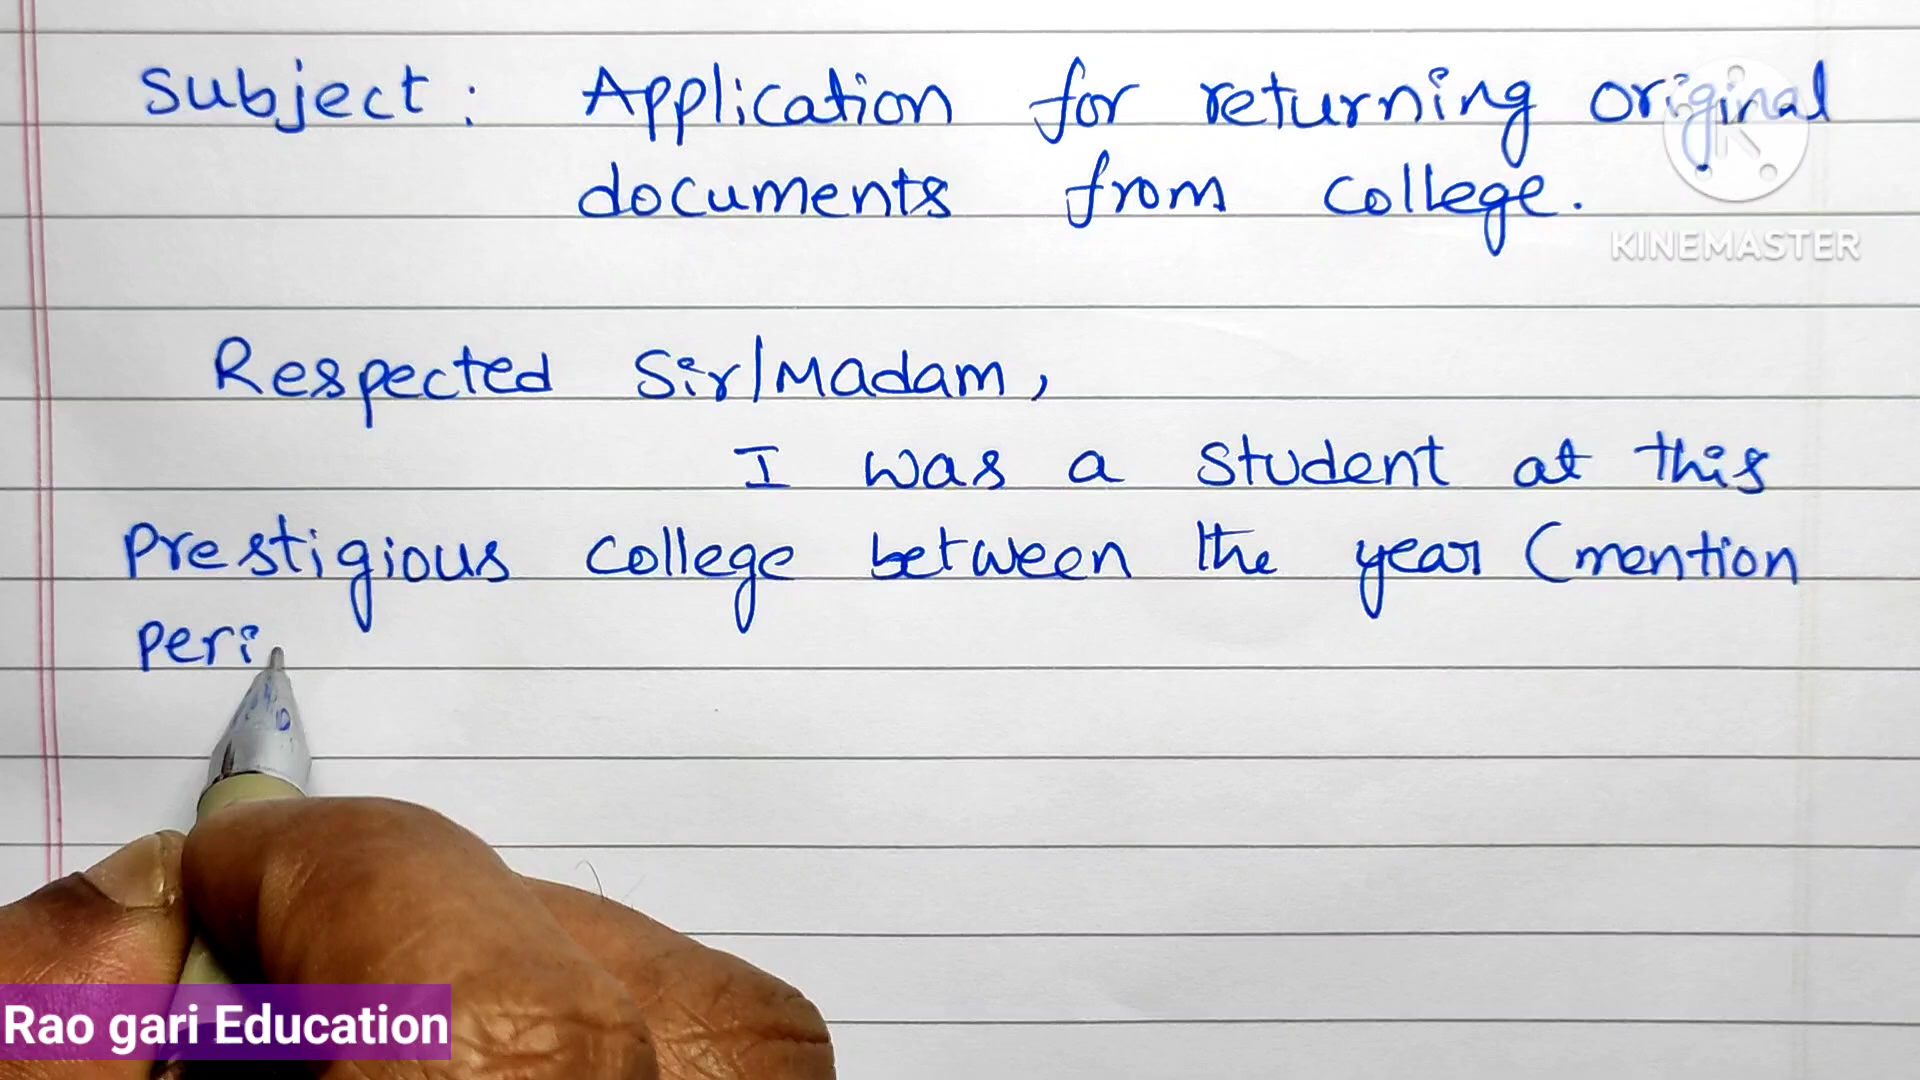 Subject : Application for returning original
documents from college.
KINEMASTER
Respected Sir/Madam,
I was a student at this
prestigious college between the year (mention
peri
Rao gari Education